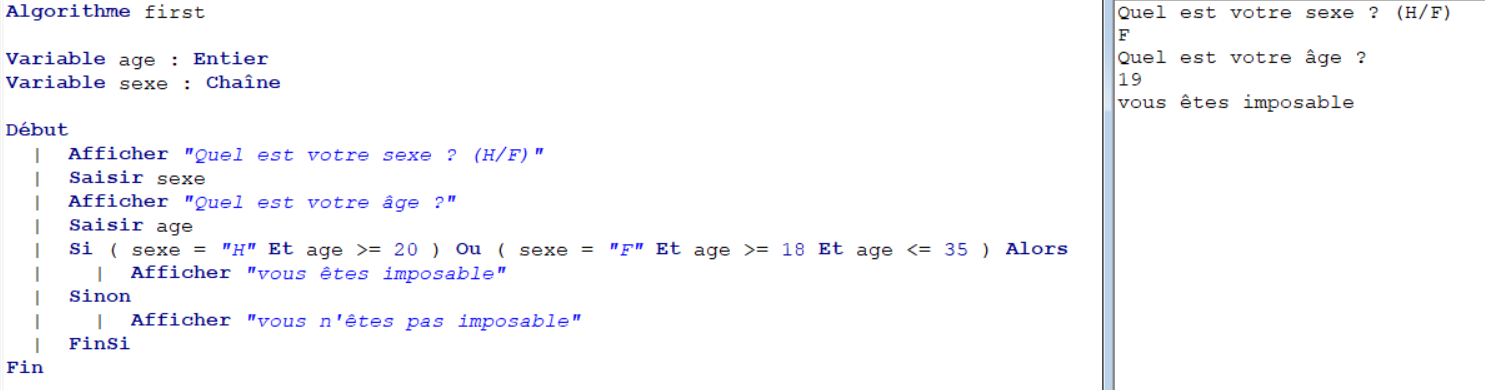 Algorithme first
Variable age : Entier
Variable sexe : Chaîne
Début
| Afficher "Quel est votre sexe ? (H/F)"
| Saisir sexe
| Afficher "Quel est votre âge ?"
| Saisir age
| Si ( sexe = "H" Et age >= 20 ) Ou ( sexe = "F" Et age >= 18 Et age <= 35 ) Alors
| | Afficher "vous êtes imposable"
| Sinon
| | Afficher "vous n'êtes pas imposable"
| FinSi
Fin
Quel est votre sexe ? (H/F)
F
Quel est votre âge ?
19
vous êtes imposable